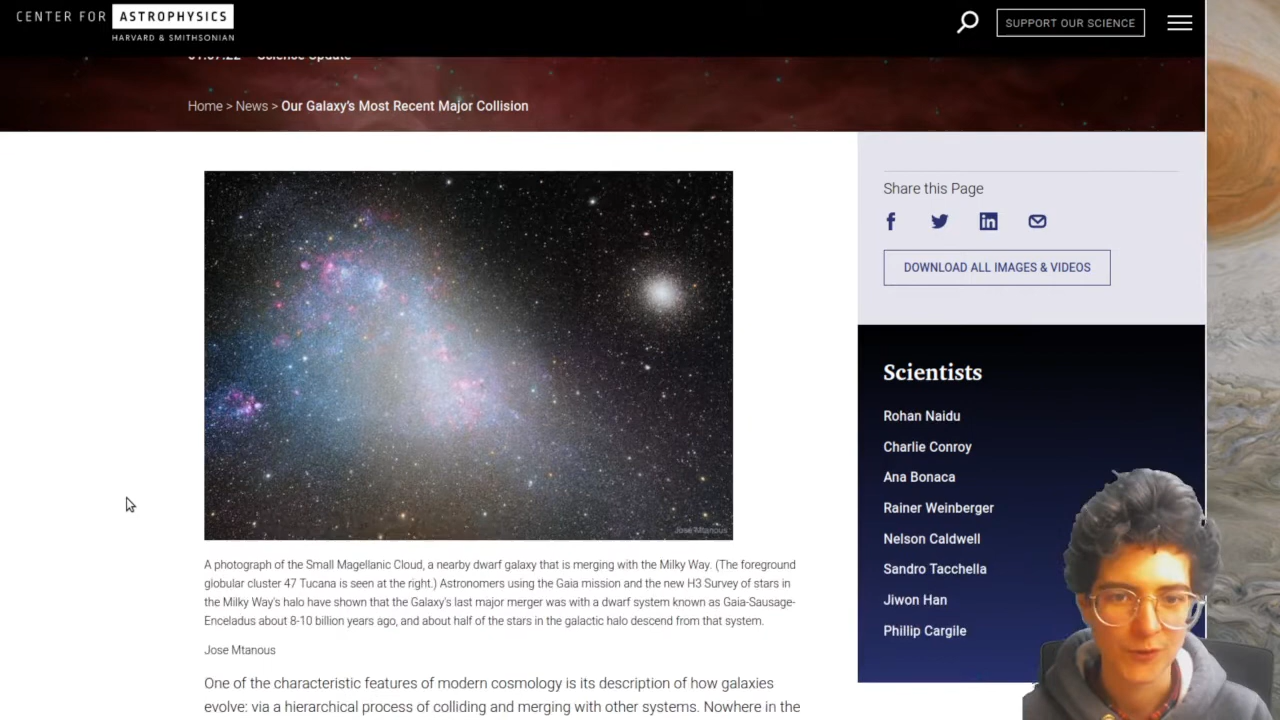 CENTER FOR ASTROPHYSICS
HARVARD & SMITHSONIAN
SUPPORT OUR SCIENCE
01.07.22 Science Update
Home > News > Our Galaxy's Most Recent Major Collision
Jose Mtanous
A photograph of the Small Magellanic Cloud, a nearby dwarf galaxy that is merging with the Milky Way. (The foreground
globular cluster 47 Tucana is seen at the right.) Astronomers using the Gaia mission and the new H3 Survey of stars in
the Milky Way's halo have shown that the Galaxy's last major merger was with a dwarf system known as Gaia-Sausage-
Enceladus about 8-10 billion years ago, and about half of the stars in the galactic halo descend from that system.
Jose Mtanous
One of the characteristic features of modern cosmology is its description of how galaxies
evolve: via a hierarchical process of colliding and merging with other systems. Nowhere in the
Share this Page
DOWNLOAD ALL IMAGES & VIDEOS
Scientists
Rohan Naidu
Charlie Conroy
Ana Bonaca
Rainer Weinberger
Nelson Caldwell
Sandro Tacchella
Jiwon Han
Phillip Cargile